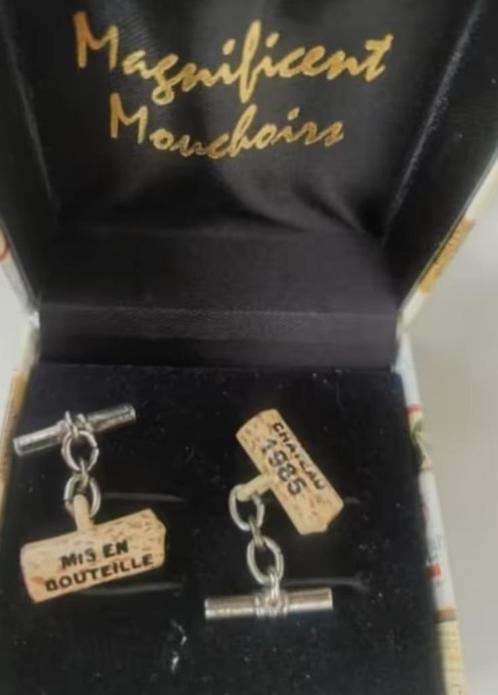 Magnificent
Mouchoirs
CHATEAU
1985
MIS EN
BOUTEILLE